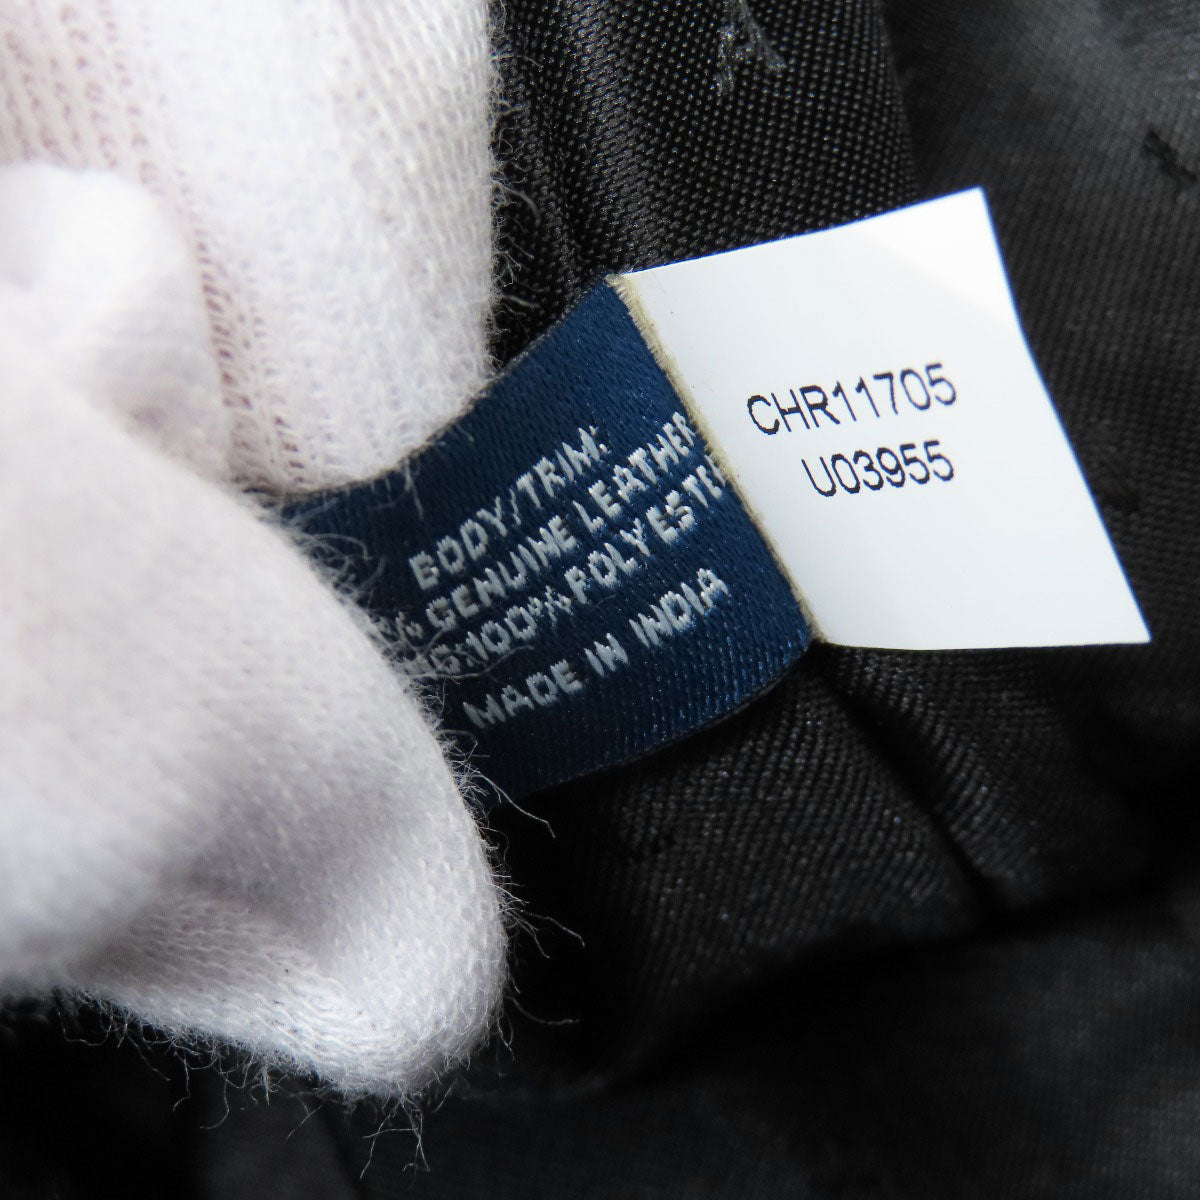 BODY/TRIM:
% GENUINE LEATHER
100% POLYESTE
MADE IN INDIA
CHR11705
U03955